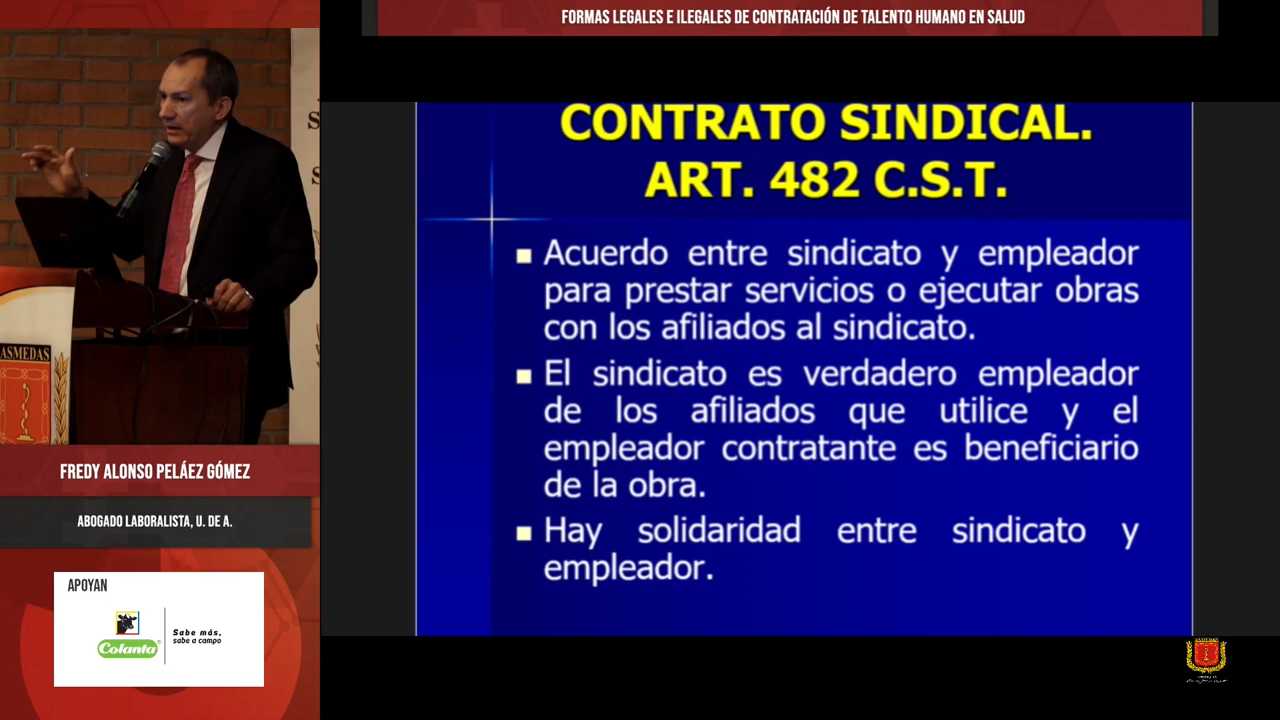 FORMAS LEGALES E ILEGALES DE CONTRATACIÓN DE TALENTO HUMANO EN SALUD
CONTRATO SINDICAL.
ART. 482 C.S.T.
Acuerdo entre sindicato y empleador
para prestar servicios o ejecutar obras
con los afiliados al sindicato.
El sindicato es verdadero empleador
de los afiliados que utilice y el
empleador contratante es beneficiario
de la obra.
Hay solidaridad entre sindicato y
empleador.
ASMEDAS
FREDY ALONSO PELÁEZ GÓMEZ
ABOGADO LABORALISTA, U. DE A.
APOYAN
Colanta
Sabe más,
sabe a campo